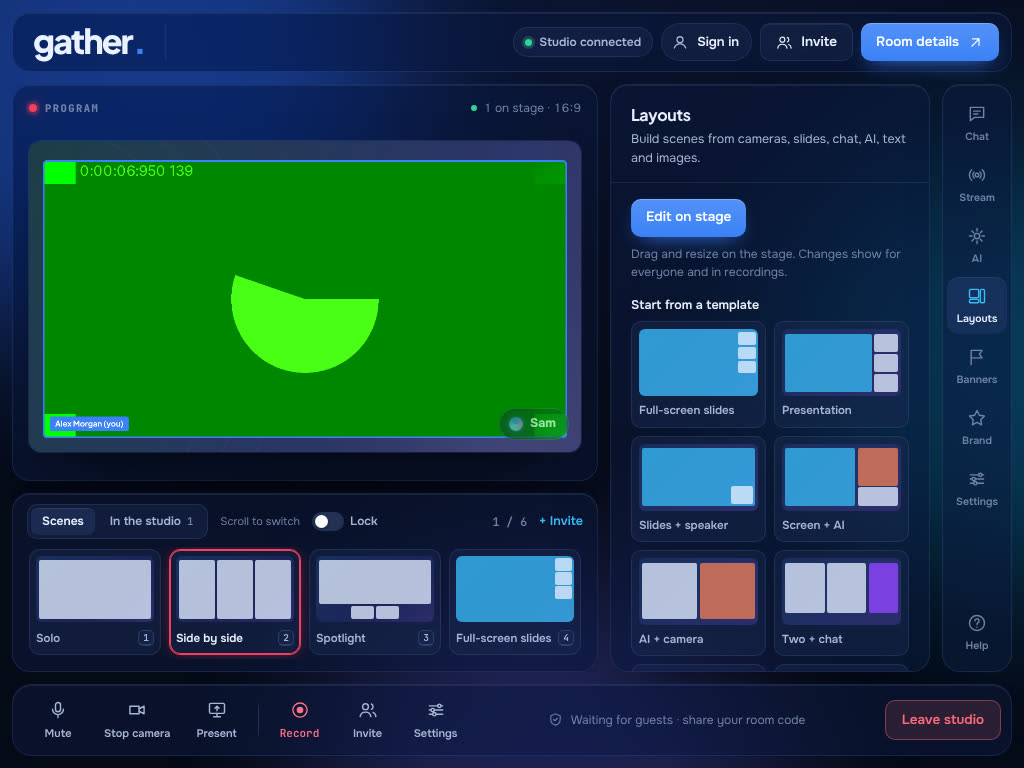 gather.
Studio connected
Sign in
Invite
Room details
PROGRAM
1 on stage · 16:9
0:00:06:950 139
Alex Morgan (you)
Sam
Scenes
In the studio 1
Scroll to switch
Lock
1 / 6
+ Invite
Solo
1
Side by side
2
Spotlight
3
Full-screen slides
4
Layouts
Build scenes from cameras, slides, chat, AI, text
and images.
Edit on stage
Drag and resize on the stage. Changes show for
everyone and in recordings.
Start from a template
Full-screen slides
Presentation
Slides + speaker
Screen + AI
AI + camera
Two + chat
Chat
Stream
AI
Layouts
Banners
Brand
Settings
Help
Mute
Stop camera
Present
Record
Invite
Settings
Waiting for guests · share your room code
Leave studio